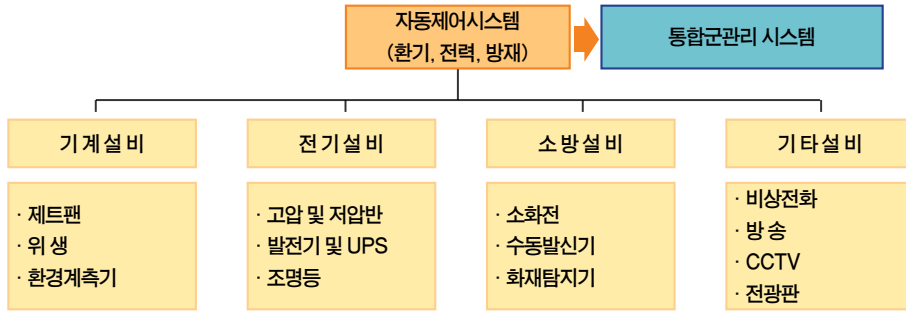 자동제어시스템
(환기, 전력, 방재)
통합군관리 시스템
기계설비
전기설비
소방설비
기타설비
· 제트팬
· 위 생
· 환경계측기
· 고압 및 저압반
· 발전기 및 UPS
· 조명등
· 소화전
· 수동발신기
· 화재탐지기
· 비상전화
· 방 송
· CCTV
· 전광판